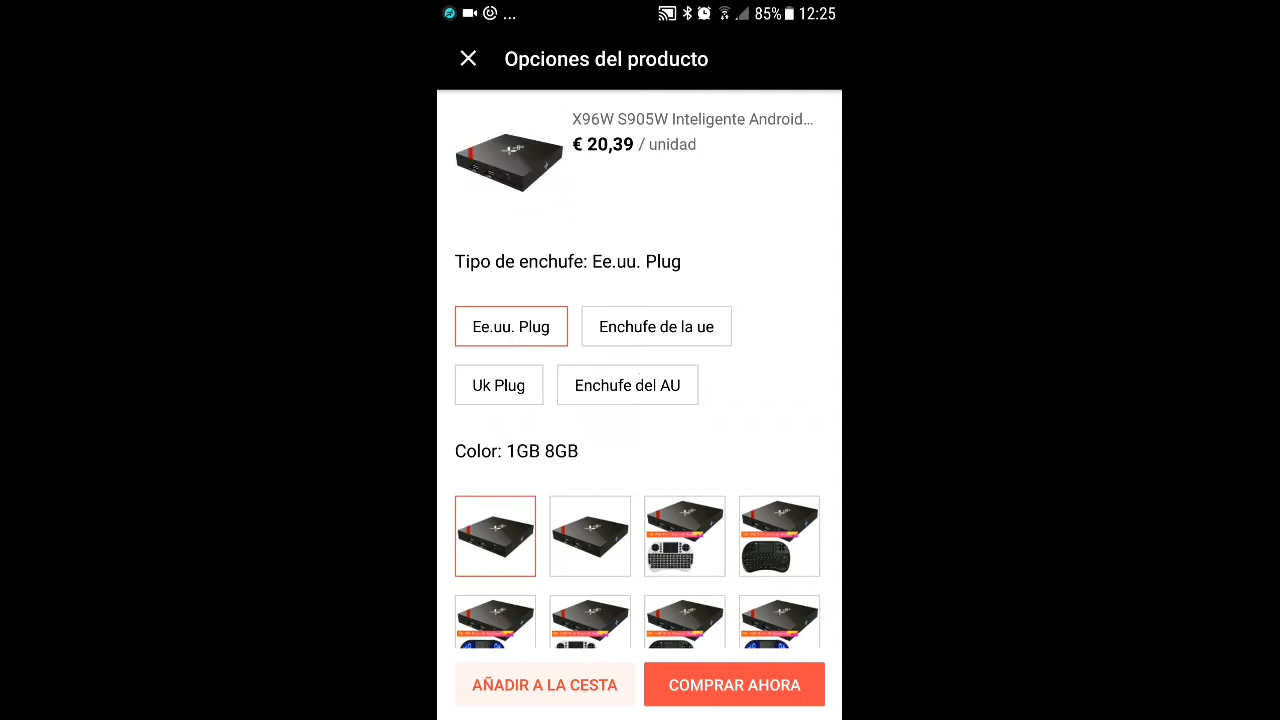 ... 85% 12:25
Opciones del producto
X96W S905W Inteligente Android...
€ 20,39 / unidad
Tipo de enchufe: Ee.uu. Plug
Ee.uu. Plug Enchufe de la ue
Uk Plug Enchufe del AU
Color: 1GB 8GB
AÑADIR A LA CESTA COMPRAR AHORA